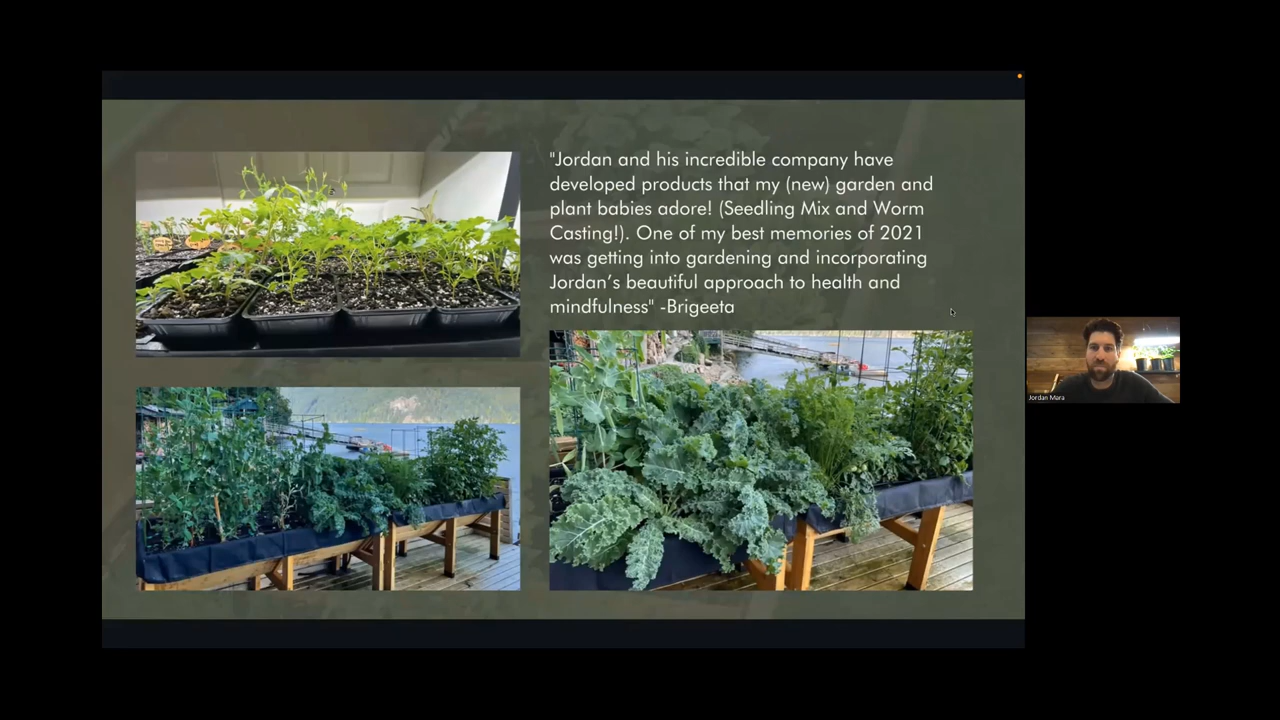 "Jordan and his incredible company have
developed products that my (new) garden and
plant babies adore! (Seedling Mix and Worm
Casting!). One of my best memories of 2021
was getting into gardening and incorporating
Jordan’s beautiful approach to health and
mindfulness" -Brigeeta
Jordan Mara